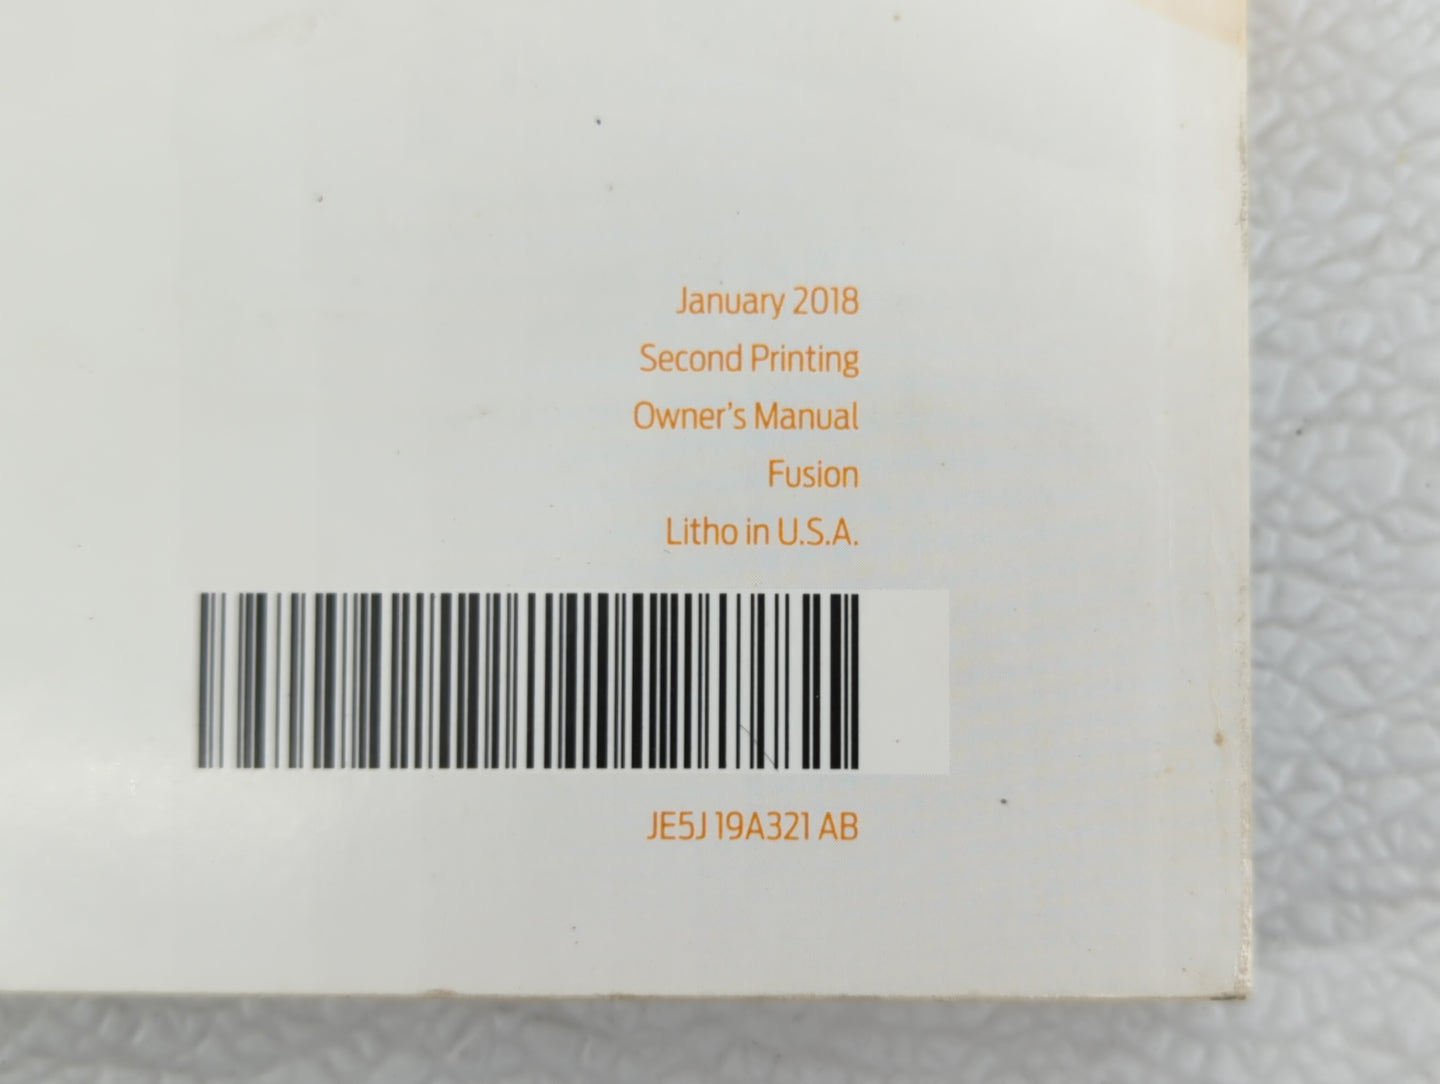 January 2018
Second Printing
Owner's Manual
Fusion
Litho in U.S.A.
JE5J 19A321 AB